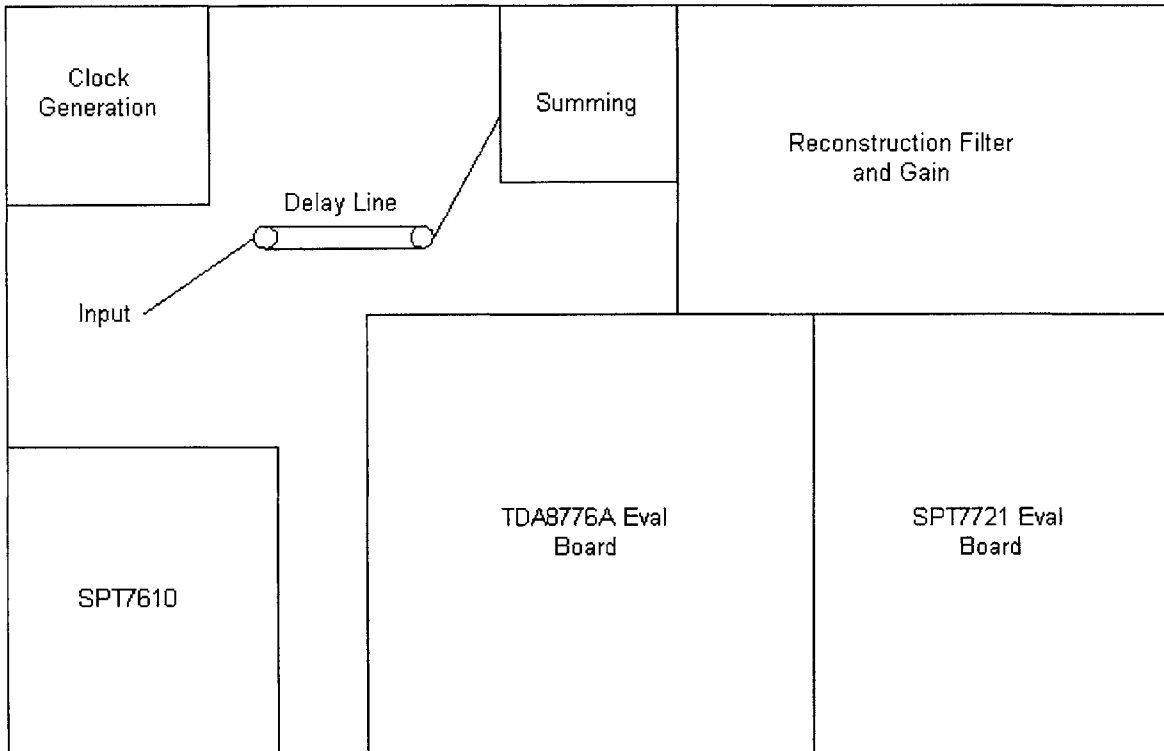 Clock
Generation
Summing
Reconstruction Filter
and Gain
Delay Line
Input
TDA8776A Eval
Board
SPT7721 Eval
Board
SPT7610